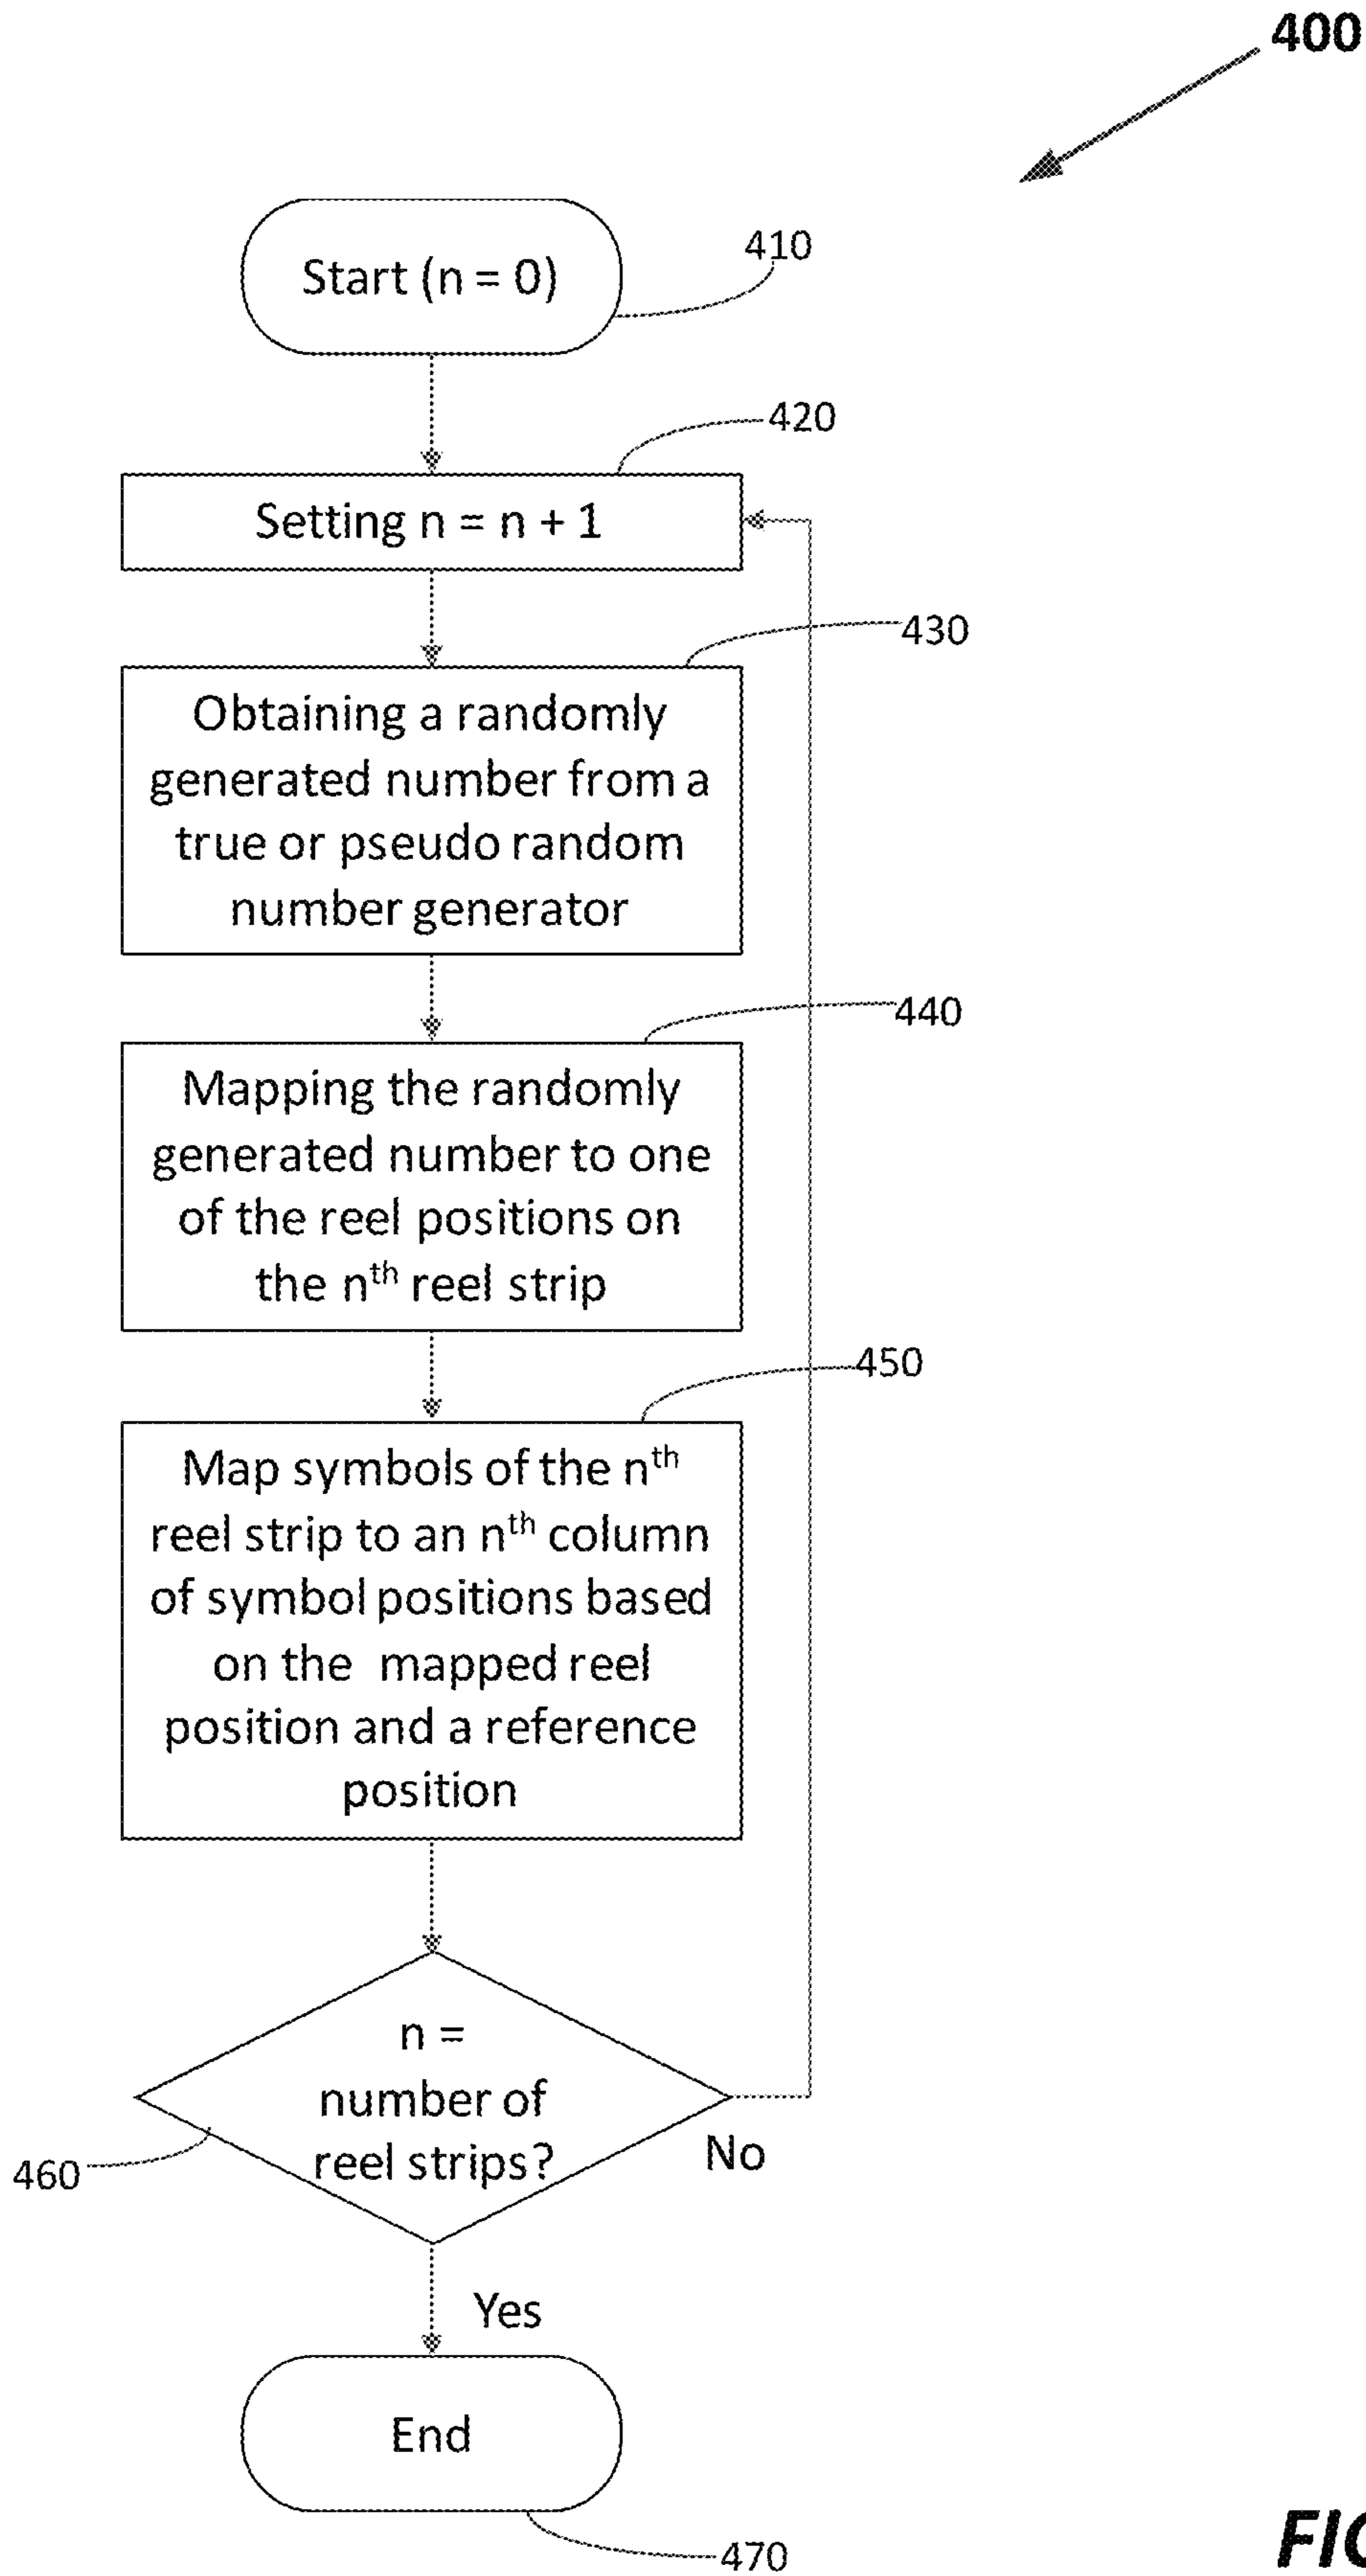 400
Start (n = 0)
410
420
Setting n = n + 1
430
Obtaining a randomly
generated number from a
true or pseudo random
number generator
440
Mapping the randomly
generated number to one
of the reel positions on
the nth reel strip
450
Map symbols of the nth
reel strip to an nth column
of symbol positions based
on the mapped reel
position and a reference
position
n =
number of
reel strips?
460
No
Yes
End
470